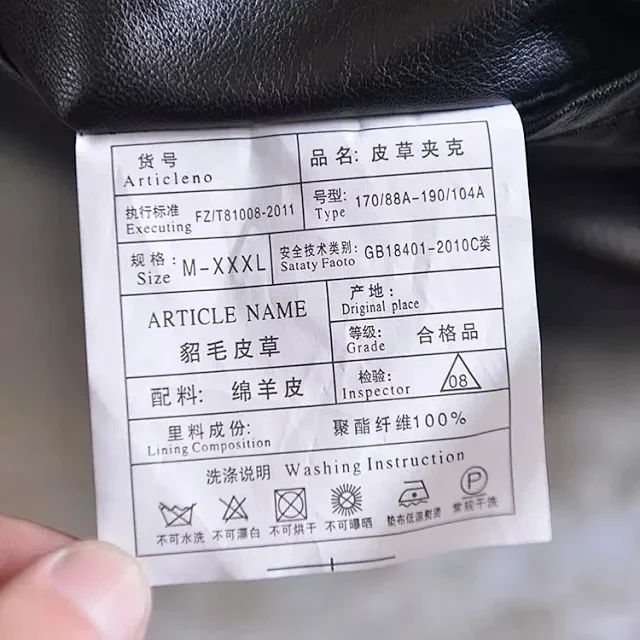 货号
Articleno
品名: 皮草夹克
执行标准 FZ/T81008-2011
Executing
号型: 170/88A-190/104A
Type
规格: M-XXXL
Size
安全技术类别: GB18401-2010C类
Sataty Faoto
ARTICLE NAME
貂毛皮草
产地:
Driginal place
等级: 合格品
Grade
配料: 绵羊皮
检验: 08
Inspector
里料成份: 聚酯纤维100%
Lining Composition
洗涤说明 Washing Instruction
P
不可水洗 不可漂白 不可烘干 不可曝晒 垫布低温熨烫 常规干洗